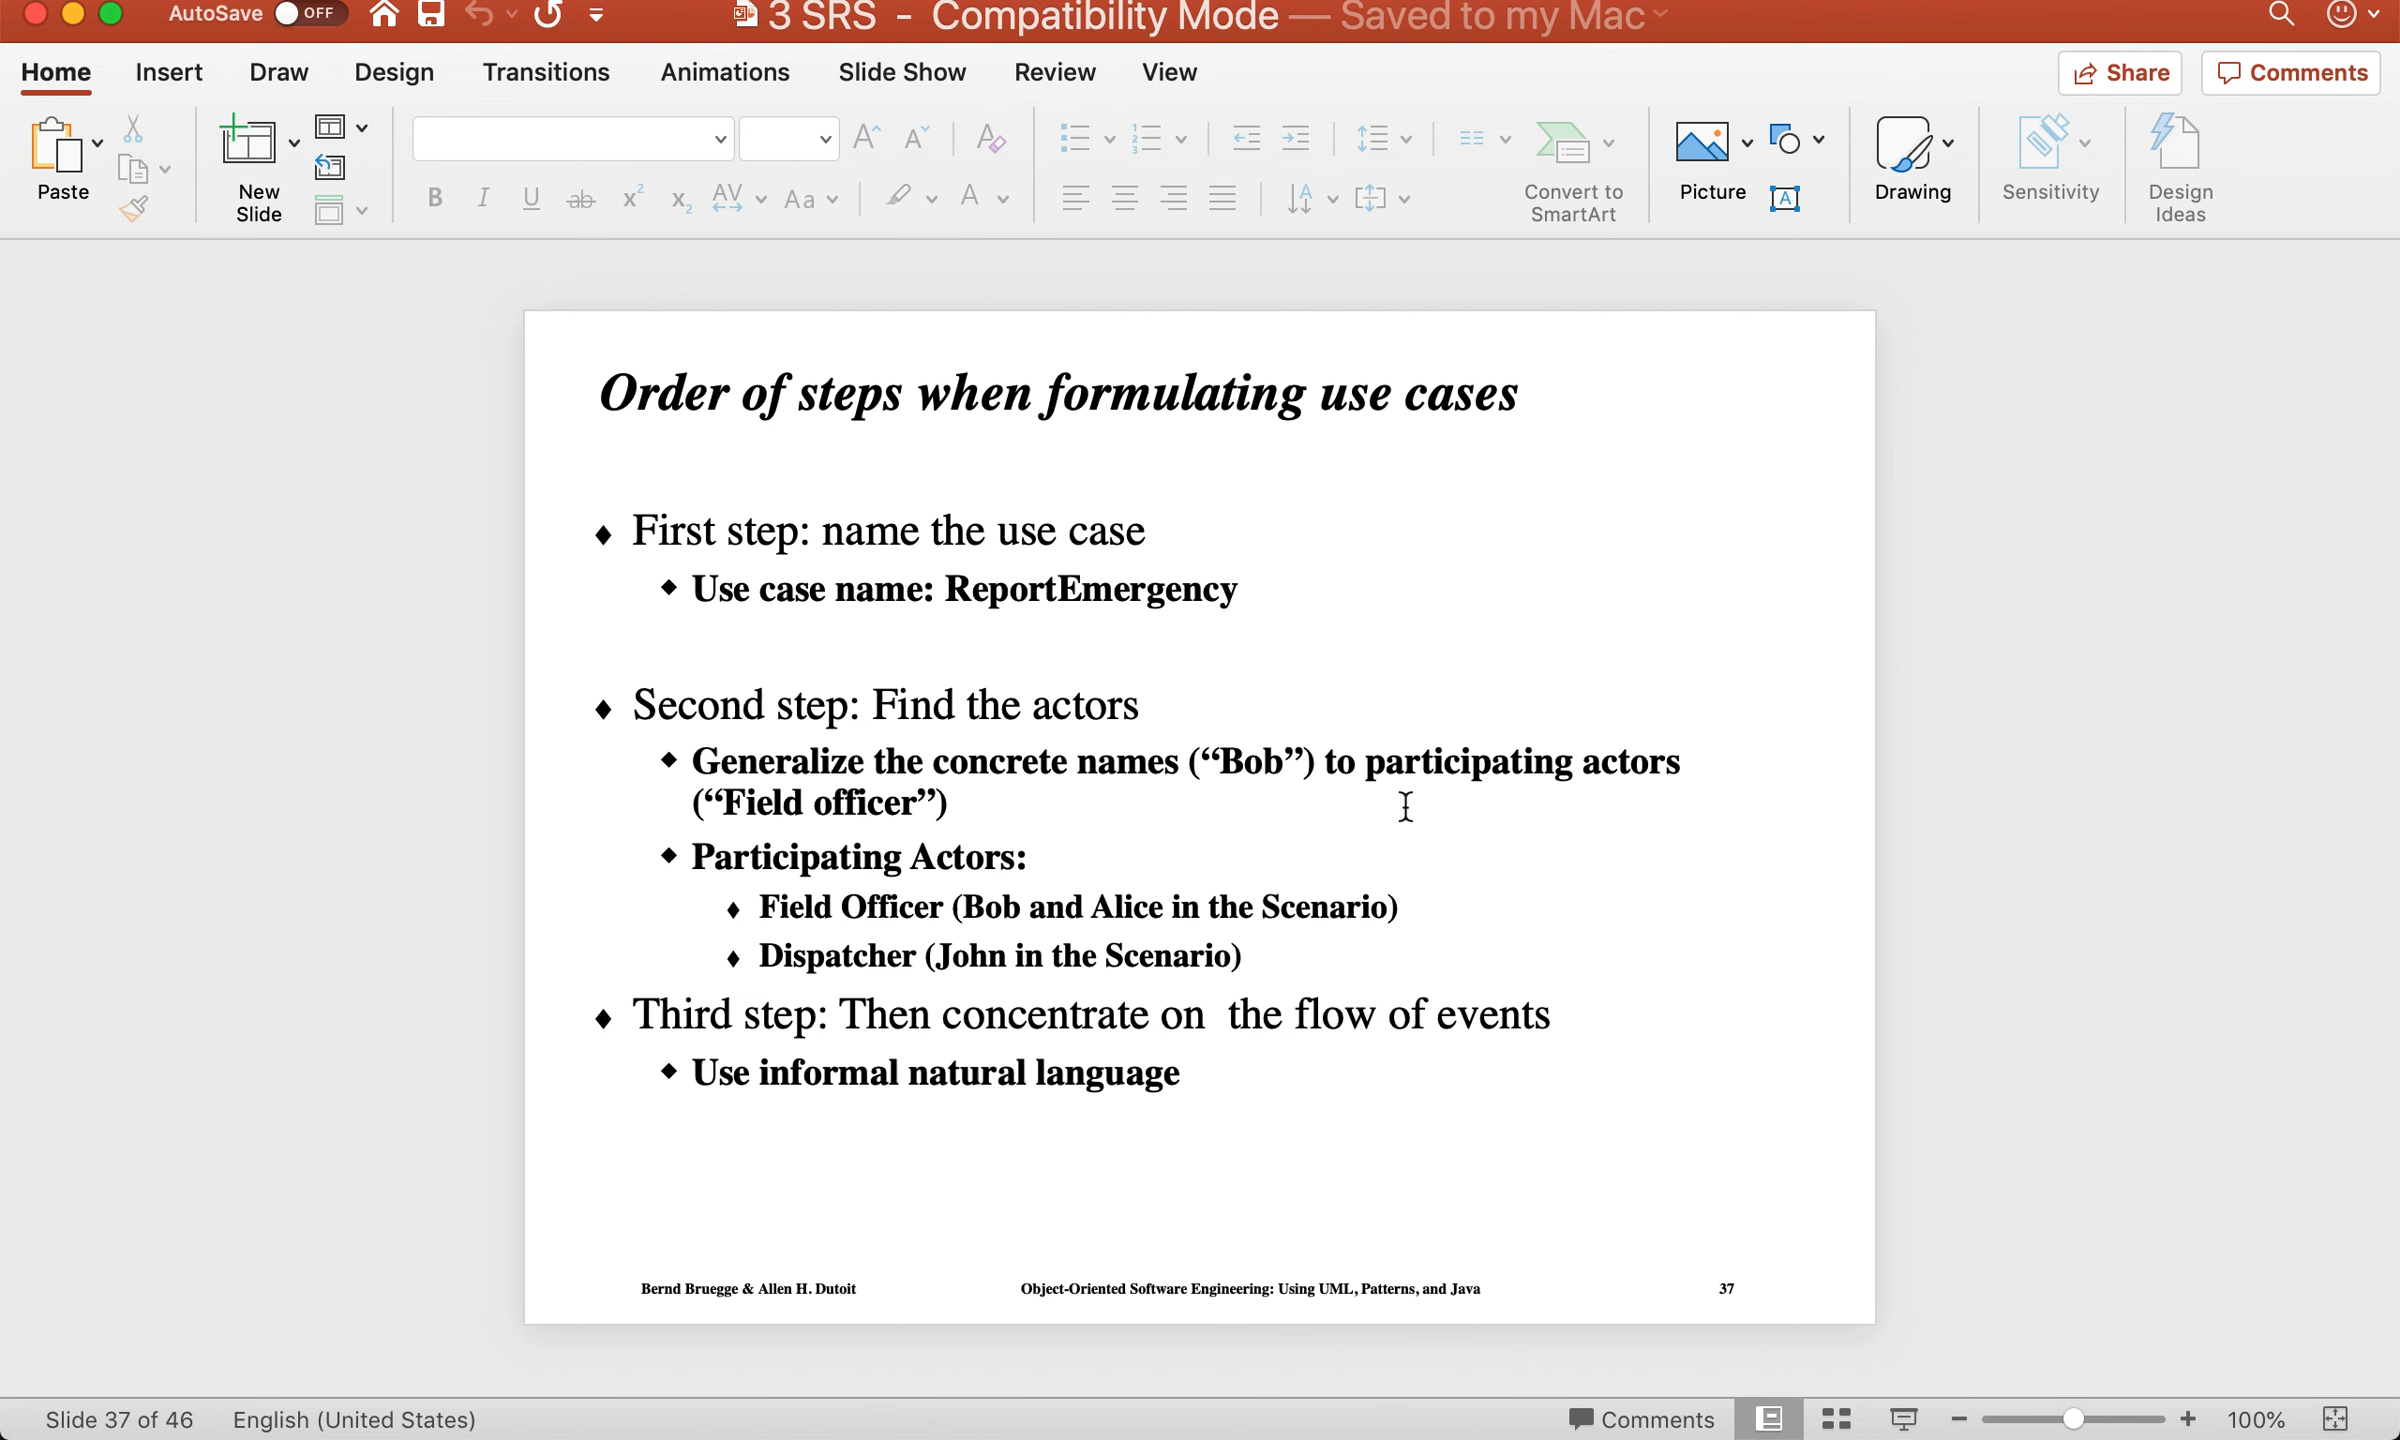 AutoSave OFF 3 SRS - Compatibility Mode — Saved to my Mac
Home Insert Draw Design Transitions Animations Slide Show Review View Share Comments
Paste New Slide Convert to SmartArt Picture Drawing Sensitivity Design Ideas
Order of steps when formulating use cases
First step: name the use case
Use case name: ReportEmergency
Second step: Find the actors
Generalize the concrete names (“Bob”) to participating actors
(“Field officer”)
Participating Actors:
Field Officer (Bob and Alice in the Scenario)
Dispatcher (John in the Scenario)
Third step: Then concentrate on  the flow of events
Use informal natural language
Bernd Bruegge & Allen H. Dutoit Object-Oriented Software Engineering: Using UML, Patterns, and Java 37
Slide 37 of 46 English (United States) Comments 100%